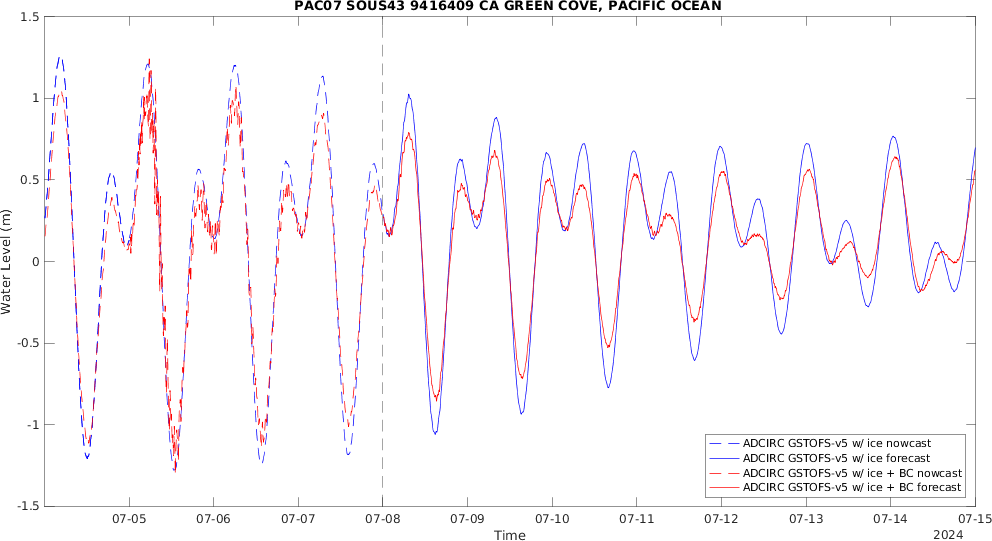 PAC07 SOUS43 9416409 CA GREEN COVE, PACIFIC OCEAN
1.5
1
0.5
0
-0.5
-1
-1.5
Water Level (m)
ADCIRC GSTOFS-v5 w/ ice nowcast
ADCIRC GSTOFS-v5 w/ ice forecast
ADCIRC GSTOFS-v5 w/ ice + BC nowcast
ADCIRC GSTOFS-v5 w/ ice + BC forecast
07-05 07-06 07-07 07-08 07-09 07-10 07-11 07-12 07-13 07-14 07-15
Time
2024